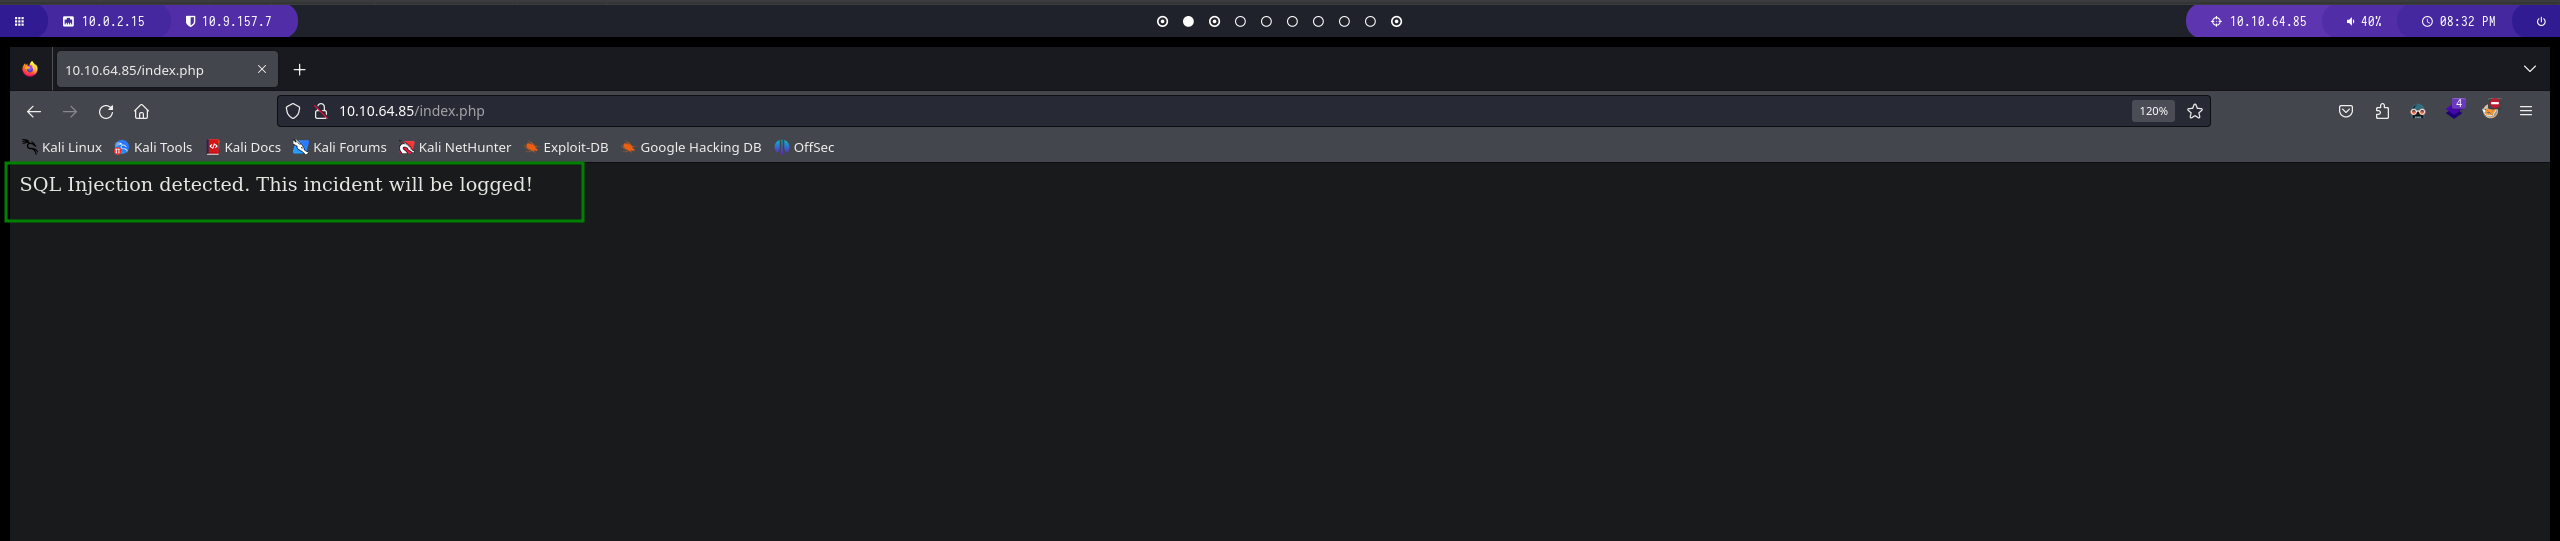 10.0.2.15 10.9.157.7 10.10.64.85 40% 08:32 PM
10.10.64.85/index.php
10.10.64.85/index.php 120% 4
Kali Linux Kali Tools Kali Docs Kali Forums Kali NetHunter Exploit-DB Google Hacking DB OffSec
SQL Injection detected. This incident will be logged!